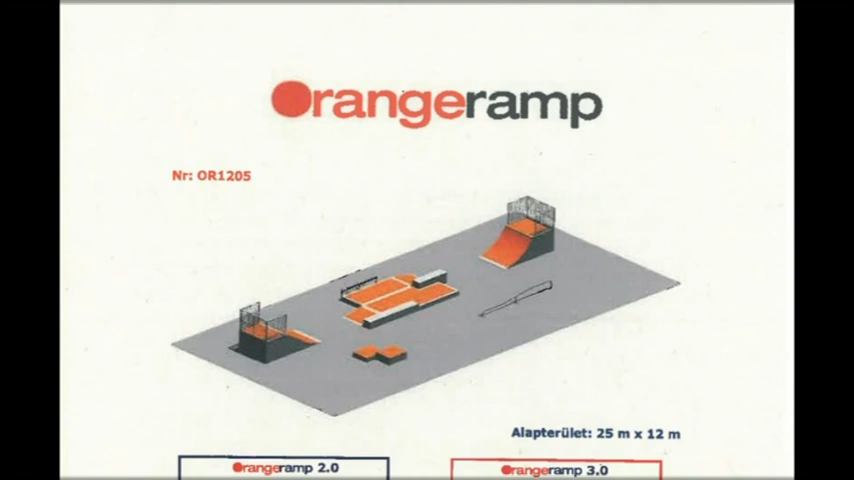 Orangeramp
Nr: OR1205
Alapterület: 25 m x 12 m
Orangeramp 2.0
Orangeramp 3.0